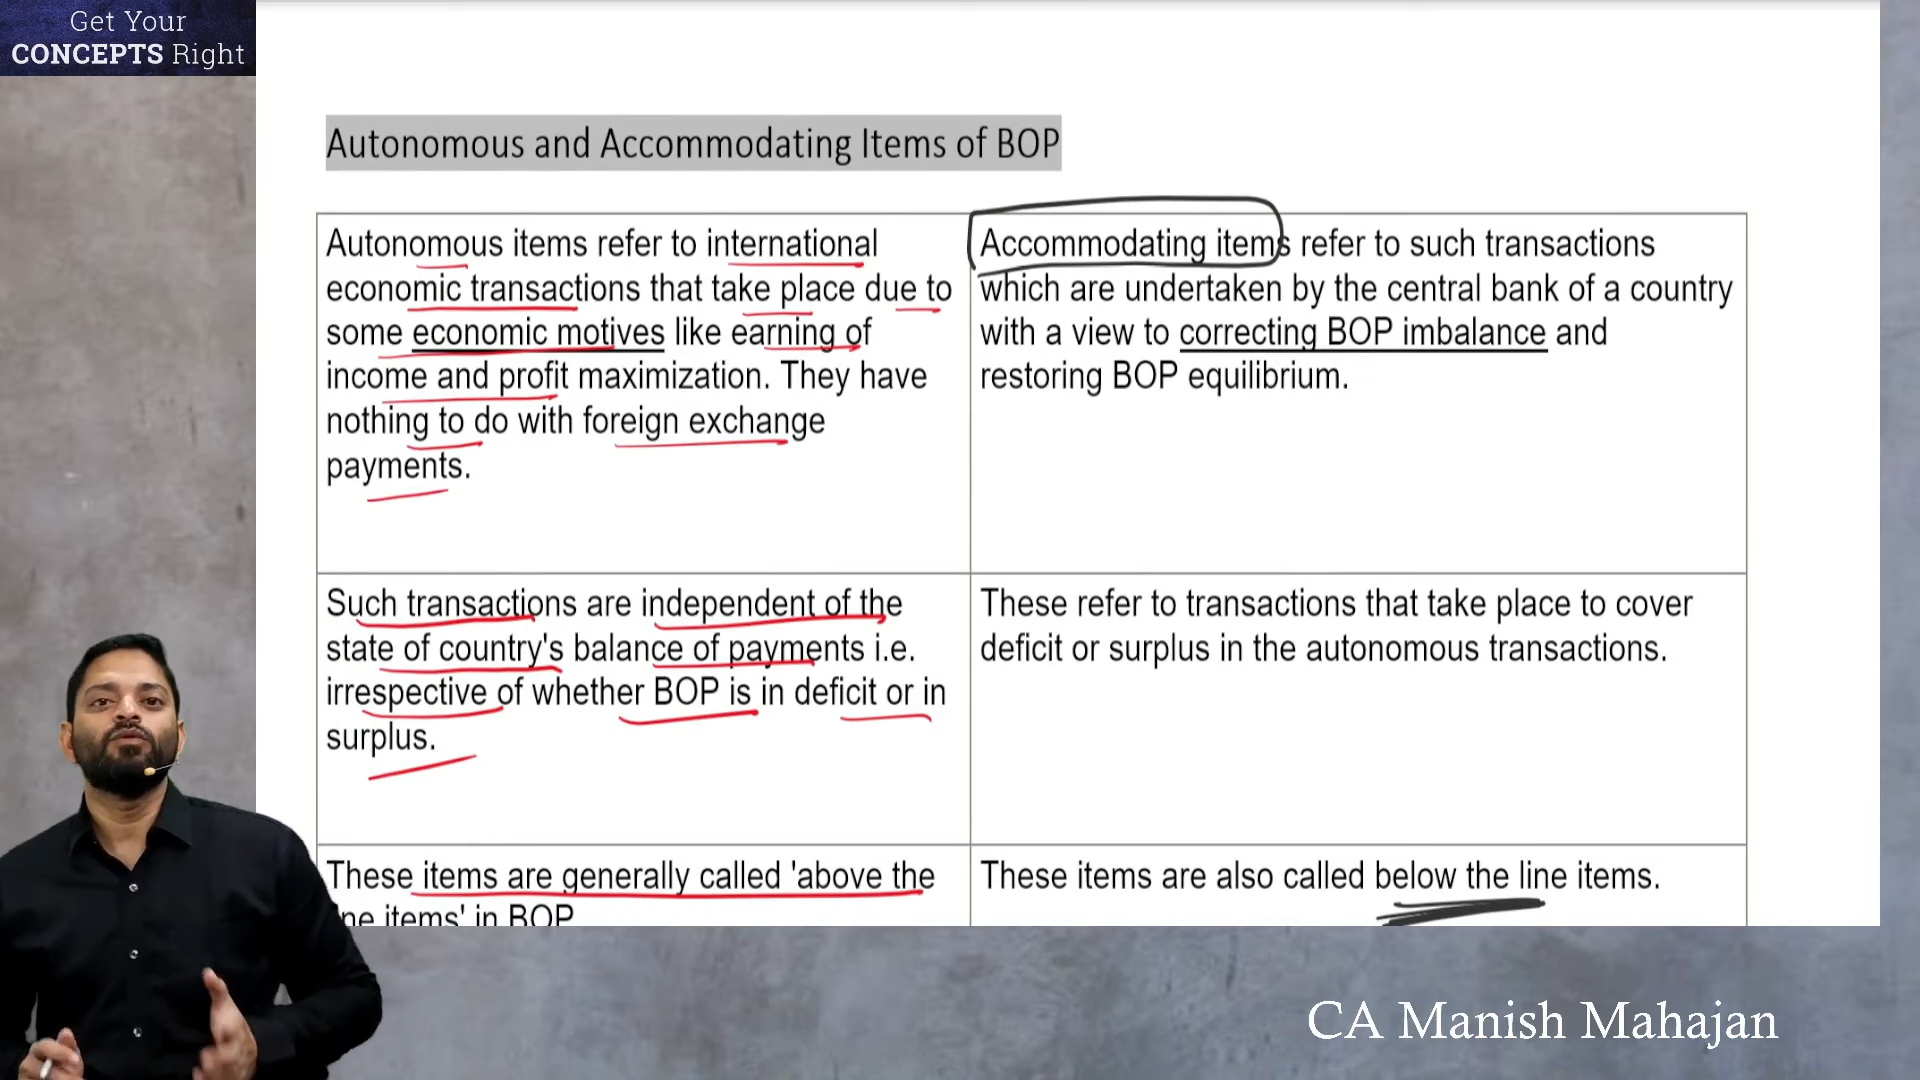 Get Your
CONCEPTS Right
Autonomous and Accommodating Items of BOP
Autonomous items refer to international
economic transactions that take place due to
some economic motives like earning of
income and profit maximization. They have
nothing to do with foreign exchange
payments.
Accommodating items refer to such transactions
which are undertaken by the central bank of a country
with a view to correcting BOP imbalance and
restoring BOP equilibrium.
Such transactions are independent of the
state of country's balance of payments i.e.
irrespective of whether BOP is in deficit or in
surplus.
These refer to transactions that take place to cover
deficit or surplus in the autonomous transactions.
These items are generally called 'above the
items' in BOP
These items are also called below the line items.
CA Manish Mahajan